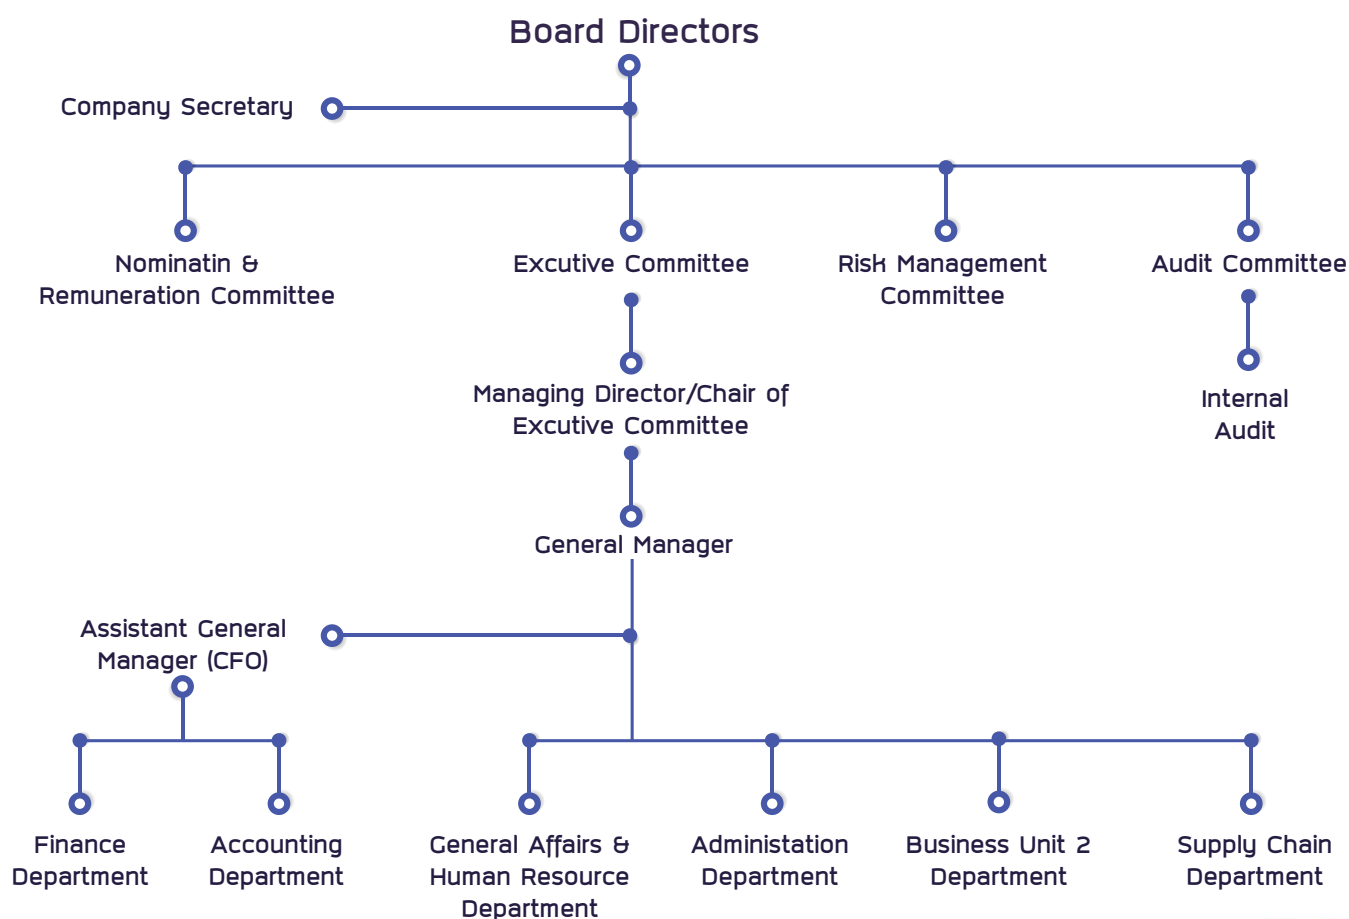 Board Directors
Company Secretary
Nominatin &
Remuneration Committee
Excutive Committee
Risk Management
Committee
Audit Committee
Managing Director/Chair of
Excutive Committee
Internal
Audit
General Manager
Assistant General
Manager (CFO)
Finance
Department
Accounting
Department
General Affairs &
Human Resource
Department
Administation
Department
Business Unit 2
Department
Supply Chain
Department